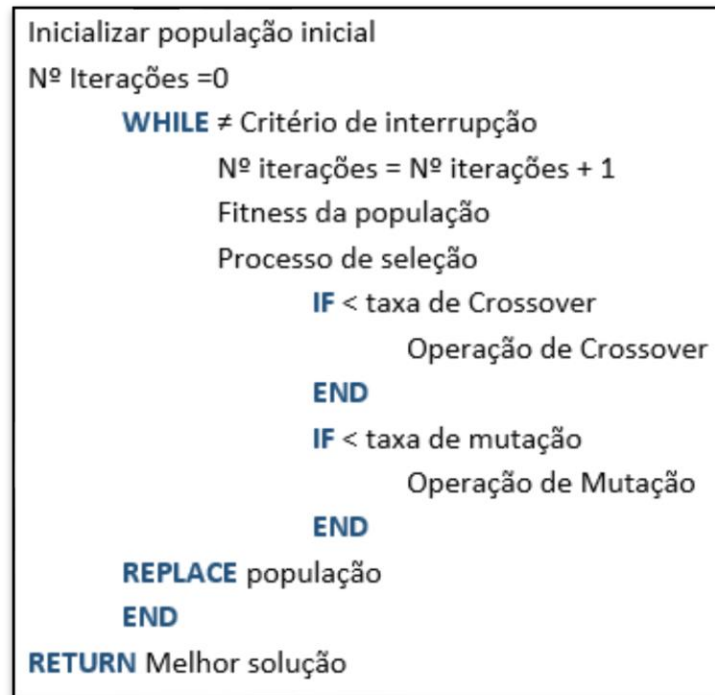 Inicializar população inicial
Nº Iterações =0
WHILE ≠ Critério de interrupção
Nº iterações = Nº iterações + 1
Fitness da população
Processo de seleção
IF < taxa de Crossover
Operação de Crossover
END
IF < taxa de mutação
Operação de Mutação
END
REPLACE população
END
RETURN Melhor solução